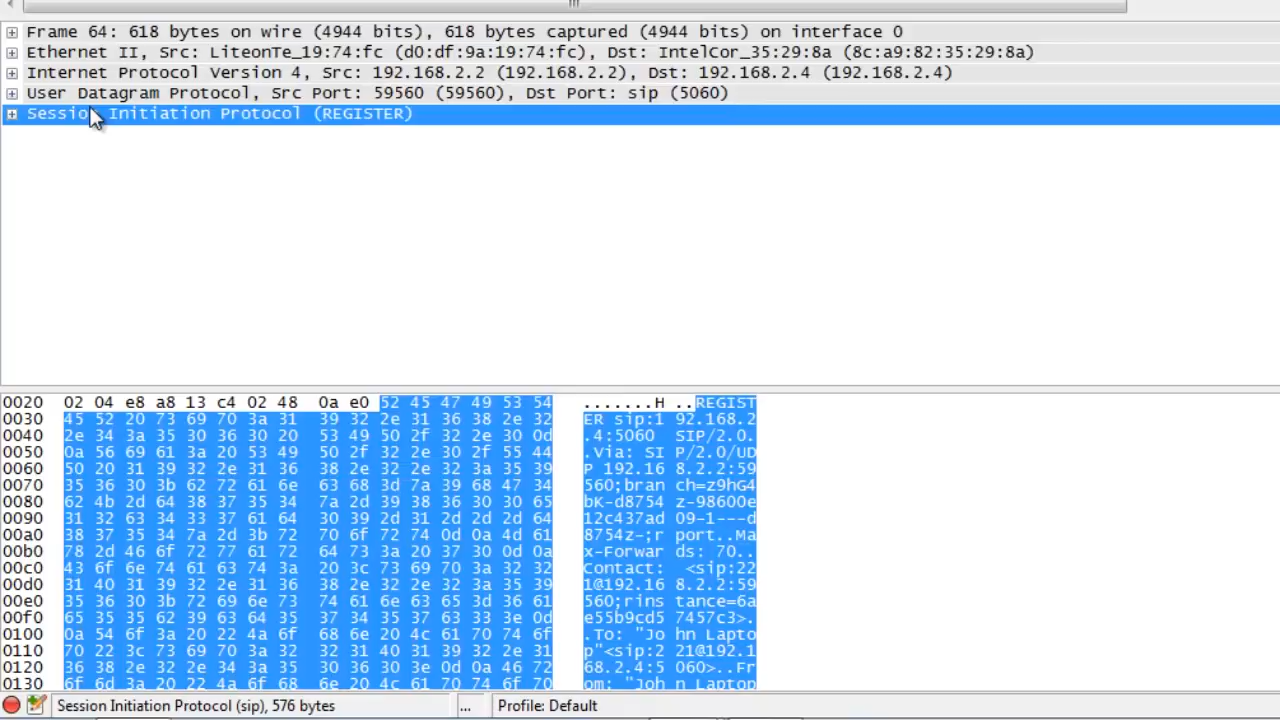 Frame 64: 618 bytes on wire (4944 bits), 618 bytes captured (4944 bits) on interface 0
Ethernet II, Src: LiteonTe_19:74:fc (d0:df:9a:19:74:fc), Dst: IntelCor_35:29:8a (8c:a9:82:35:29:8a)
Internet Protocol Version 4, Src: 192.168.2.2 (192.168.2.2), Dst: 192.168.2.4 (192.168.2.4)
User Datagram Protocol, Src Port: 59560 (59560), Dst Port: sip (5060)
Session Initiation Protocol (REGISTER)
0020 02 04 e8 a8 13 c4 02 48 0a e0 52 45 47 49 53 54 .......H ..REGIST
0030 45 52 20 73 69 70 3a 31 39 32 2e 31 36 38 2e 32 ER sip:1 92.168.2
0040 2e 34 3a 35 30 36 30 20 53 49 50 2f 32 2e 30 0d .4:5060 SIP/2.0.
0050 0a 56 69 61 3a 20 53 49 50 2f 32 2e 30 2f 55 44 .Via: SI P/2.0/UD
0060 50 20 31 39 32 2e 31 36 38 2e 32 2e 32 3a 35 39 P 192.16 8.2.2:59
0070 35 36 30 3b 62 72 61 6e 63 68 3d 7a 39 68 47 34 560;bran ch=z9hG4
0080 62 4b 2d 64 38 37 35 34 7a 2d 39 38 36 30 30 65 bK-d8754 z-98600e
0090 31 32 63 34 33 37 61 64 30 39 2d 31 2d 2d 2d 64 12c437ad 09-1---d
00a0 38 37 35 34 7a 2d 3b 72 70 6f 72 74 0d 0a 4d 61 8754z-;r port..Ma
00b0 78 2d 46 6f 72 77 61 72 64 73 3a 20 37 30 0d 0a x-Forwar ds: 70..
00c0 43 6f 6e 74 61 63 74 3a 20 3c 73 69 70 3a 32 32 Contact: <sip:22
00d0 31 40 31 39 32 2e 31 36 38 2e 32 2e 32 3a 35 39 1@192.16 8.2.2:59
00e0 35 36 30 3b 72 69 6e 73 74 61 6e 63 65 3d 36 61 560;rins tance=6a
00f0 65 35 35 62 39 63 64 35 37 34 35 37 63 33 3e 0d e55b9cd5 7457c3>.
0100 0a 54 6f 3a 20 22 4a 6f 68 6e 20 4c 61 70 74 6f .To: "Jo hn Lapto
0110 70 22 3c 73 69 70 3a 32 32 31 40 31 39 32 2e 31 p"<sip:2 21@192.1
0120 36 38 2e 32 2e 34 3a 35 30 36 30 3e 0d 0a 46 72 68.2.4:5 060>..Fr
0130 6f 6d 3a 20 22 4a 6f 68 6e 20 4c 61 70 74 6f 70 om: "Joh n Laptop
Session Initiation Protocol (sip), 576 bytes ... Profile: Default